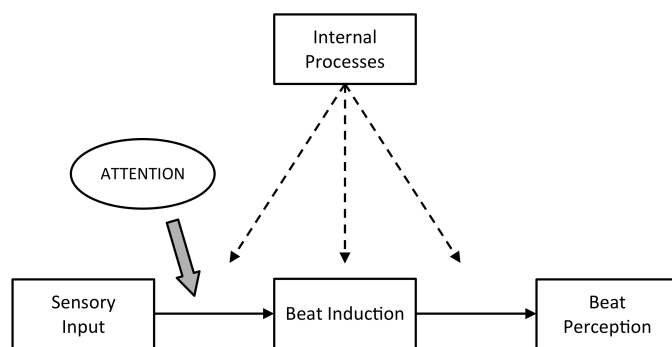 Internal
Processes
ATTENTION
Sensory
Input
Beat Induction
Beat
Perception